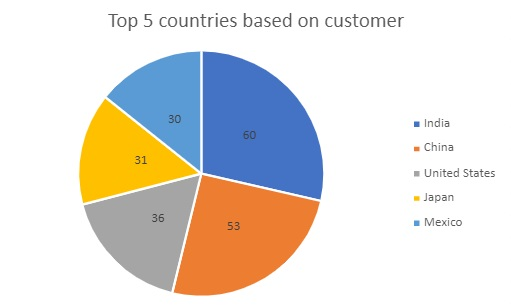 Top 5 countries based on customer
60
53
36
31
30
India
China
United States
Japan
Mexico